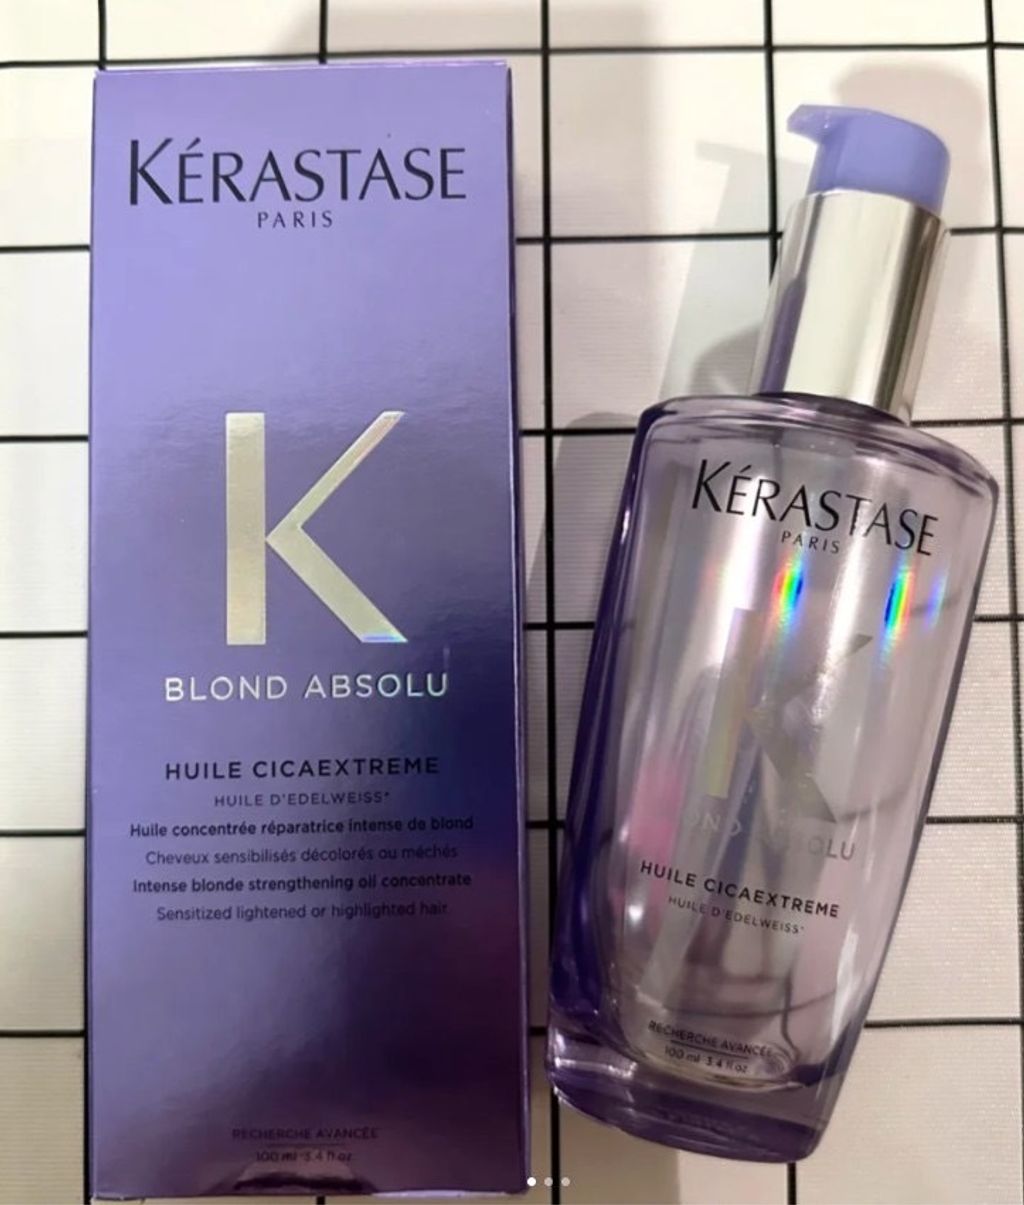 KÉRASTASE
PARIS
K
BLOND ABSOLU
HUILE CICAEXTREME
HUILE D'EDELWEISS*
Huile concentrée réparatrice intense de blond
Cheveux sensibilisés décolorés ou méchés
Intense blonde strengthening oil concentrate
Sensitized lightened or highlighted hair
RECHERCHE AVANCÉE
100 ml 3.4 fl oz
KÉRASTASE
PARIS
K
BLOND ABSOLU
HUILE CICAEXTREME
HUILE D'EDELWEISS*
RECHERCHE AVANCÉE
100 ml 3.4 fl oz